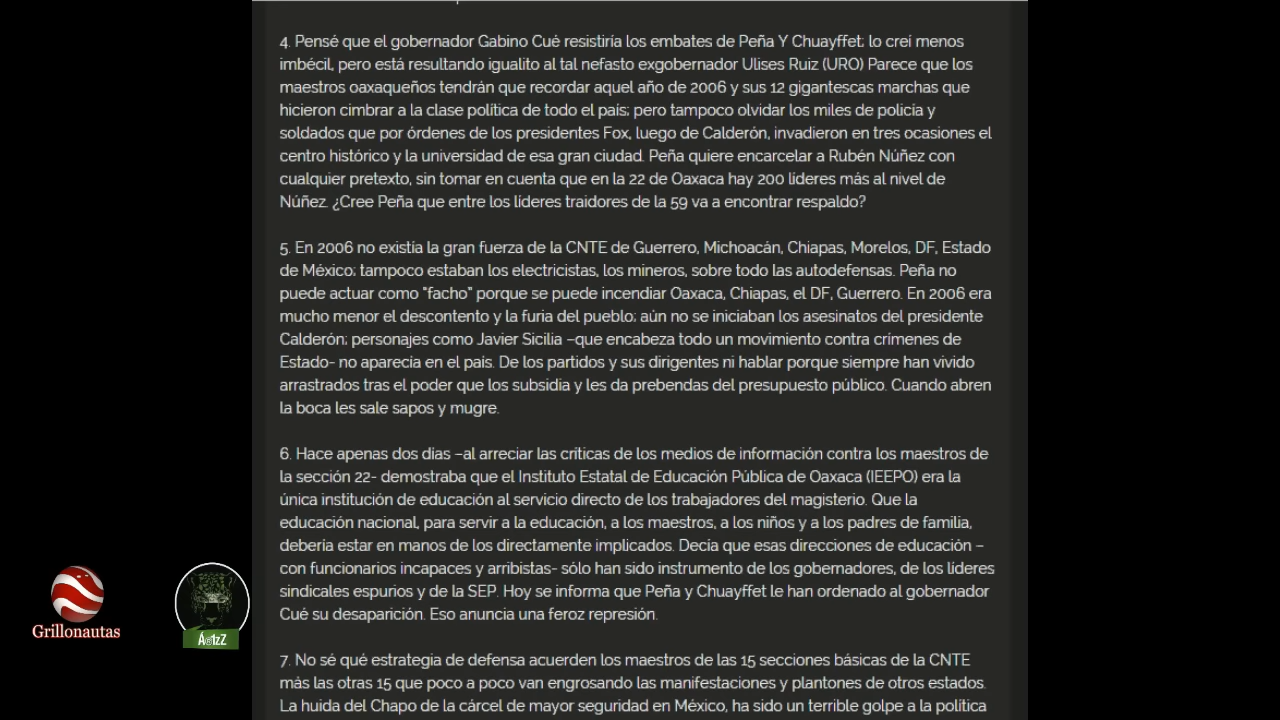 4. Pensé que el gobernador Gabino Cué resistiría los embates de Peña Y Chuayffet; lo creí menos
imbécil, pero está resultando igualito al tal nefasto exgobernador Ulises Ruiz (URO) Parece que los
maestros oaxaqueños tendrán que recordar aquel año de 2006 y sus 12 gigantescas marchas que
hicieron cimbrar a la clase política de todo el país; pero tampoco olvidar los miles de policía y
soldados que por órdenes de los presidentes Fox, luego de Calderón, invadieron en tres ocasiones el
centro histórico y la universidad de esa gran ciudad. Peña quiere encarcelar a Rubén Núñez con
cualquier pretexto, sin tomar en cuenta que en la 22 de Oaxaca hay 200 líderes más al nivel de
Núñez. ¿Cree Peña que entre los líderes traidores de la 59 va a encontrar respaldo?
5. En 2006 no existía la gran fuerza de la CNTE de Guerrero, Michoacán, Chiapas, Morelos, DF, Estado
de México; tampoco estaban los electricistas, los mineros, sobre todo las autodefensas. Peña no
puede actuar como "facho" porque se puede incendiar Oaxaca, Chiapas, el DF, Guerrero. En 2006 era
mucho menor el descontento y la furia del pueblo; aún no se iniciaban los asesinatos del presidente
Calderón; personajes como Javier Sicilia –que encabeza todo un movimiento contra crímenes de
Estado- no aparecía en el país. De los partidos y sus dirigentes ni hablar porque siempre han vivido
arrastrados tras el poder que los subsidia y les da prebendas del presupuesto público. Cuando abren
la boca les sale sapos y mugre.
6. Hace apenas dos días –al arreciar las críticas de los medios de información contra los maestros de
la sección 22- demostraba que el Instituto Estatal de Educación Pública de Oaxaca (IEEPO) era la
única institución de educación al servicio directo de los trabajadores del magisterio. Que la
educación nacional, para servir a la educación, a los maestros, a los niños y a los padres de familia,
debería estar en manos de los directamente implicados. Decía que esas direcciones de educación –
con funcionarios incapaces y arribistas- sólo han sido instrumento de los gobernadores, de los líderes
sindicales espurios y de la SEP. Hoy se informa que Peña y Chuayffet le han ordenado al gobernador
Cué su desaparición. Eso anuncia una feroz represión.
7. No sé qué estrategia de defensa acuerden los maestros de las 15 secciones básicas de la CNTE
más las otras 15 que poco a poco van engrosando las manifestaciones y plantones de otros estados.
La huida del Chapo de la cárcel de mayor seguridad en México, ha sido un terrible golpe a la política
Grillonautas